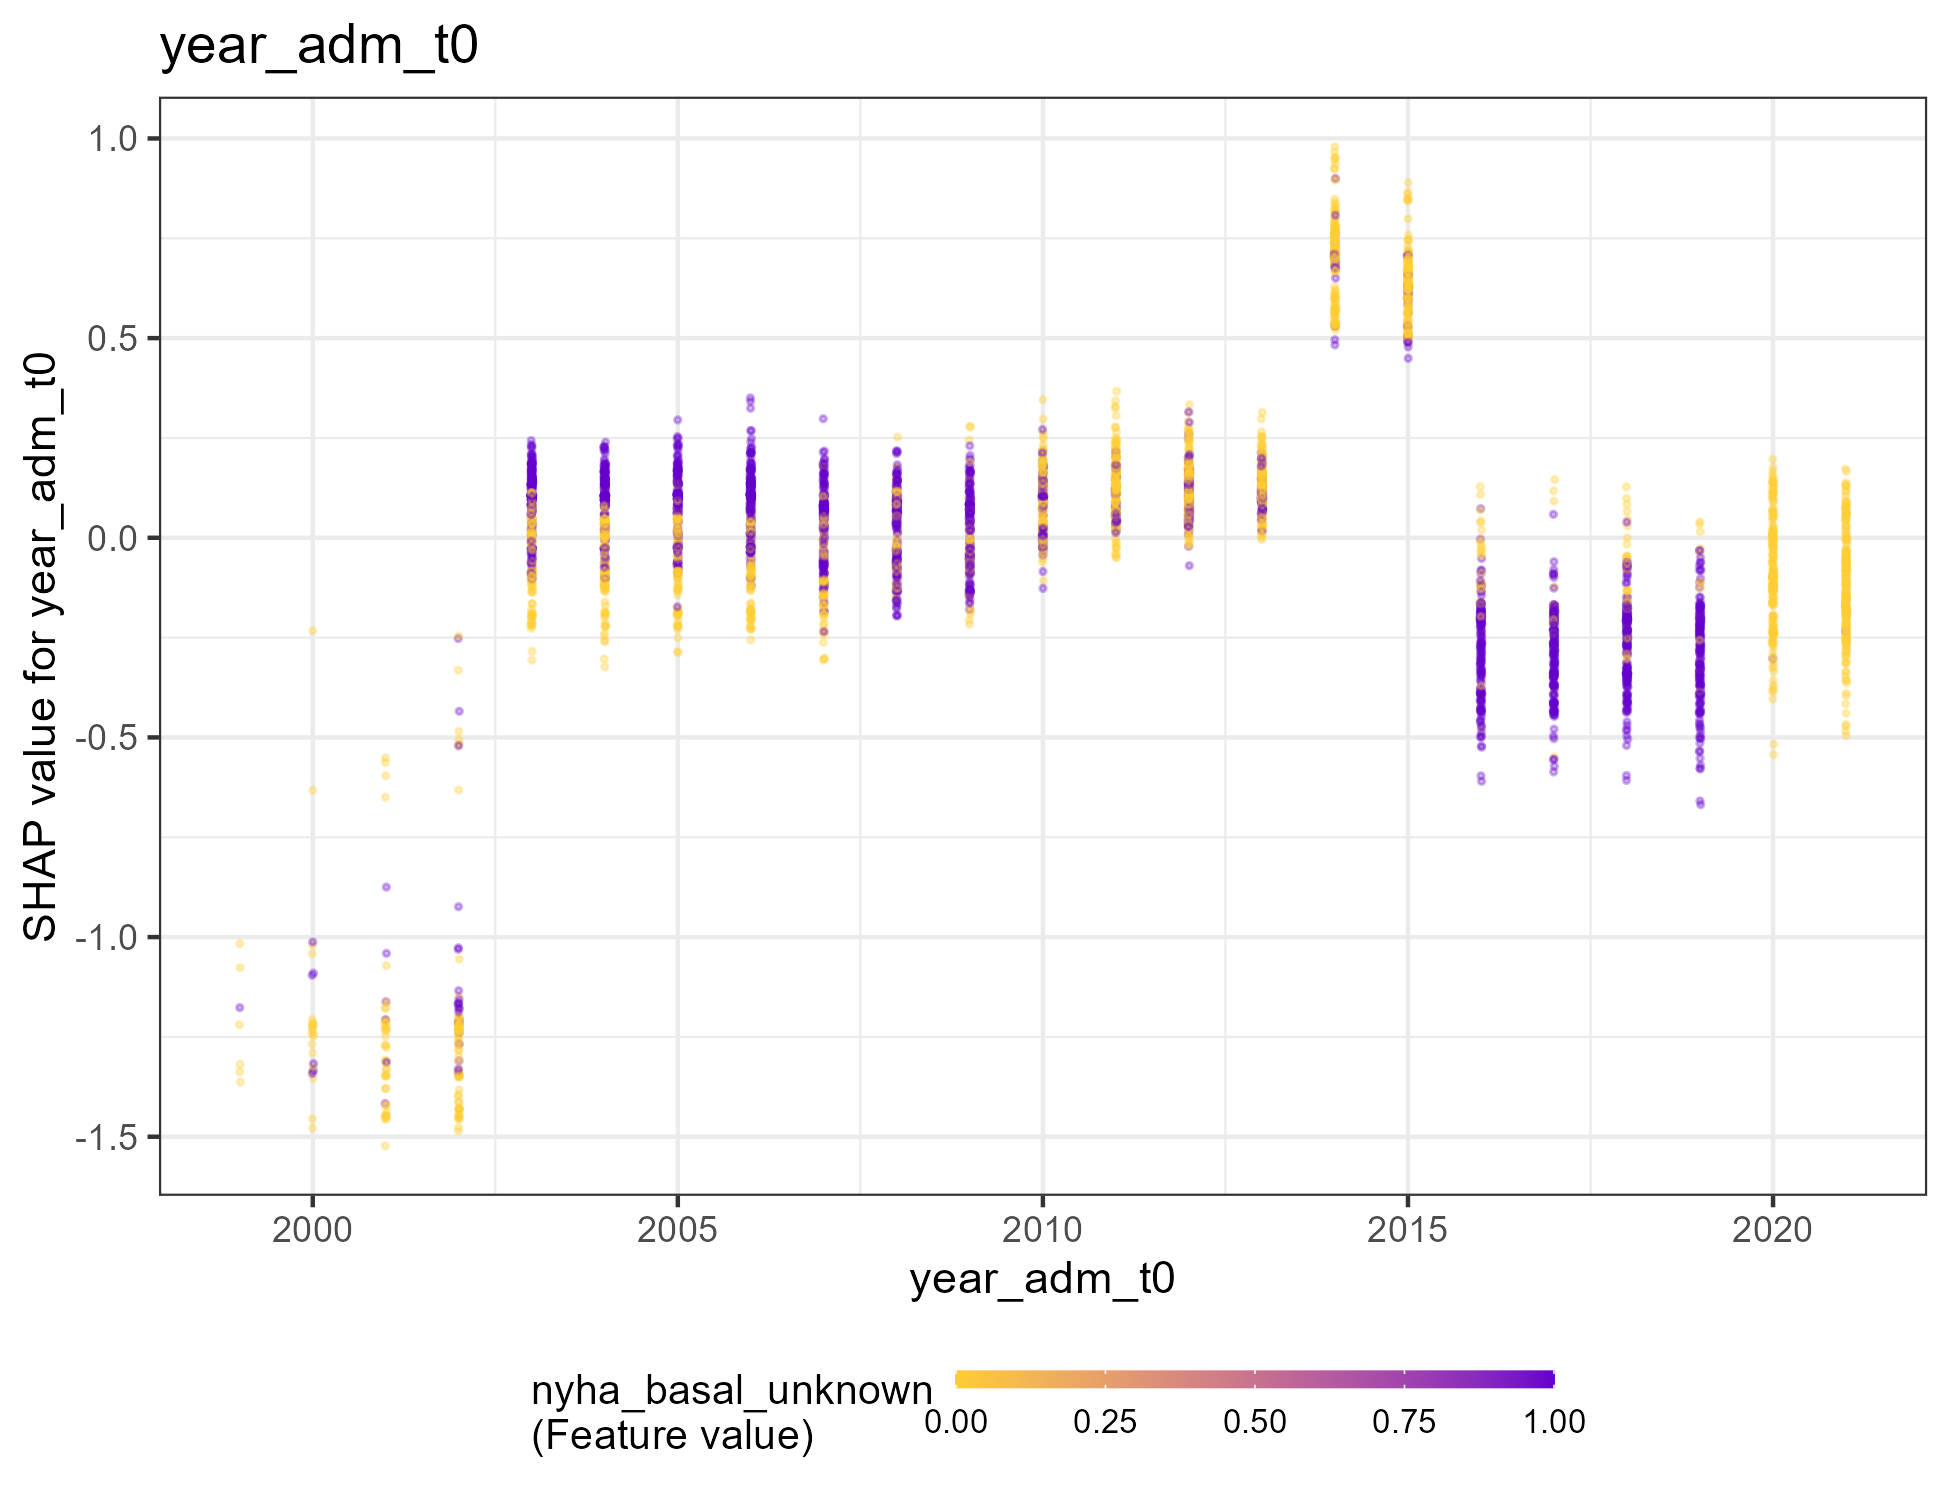 year_adm_t0
1.0
0.5
0.0
-0.5
-1.0
-1.5
SHAP value for year_adm_t0
2000 2005 2010 2015 2020
year_adm_t0
nyha_basal_unknown
(Feature value)
0.00 0.25 0.50 0.75 1.00